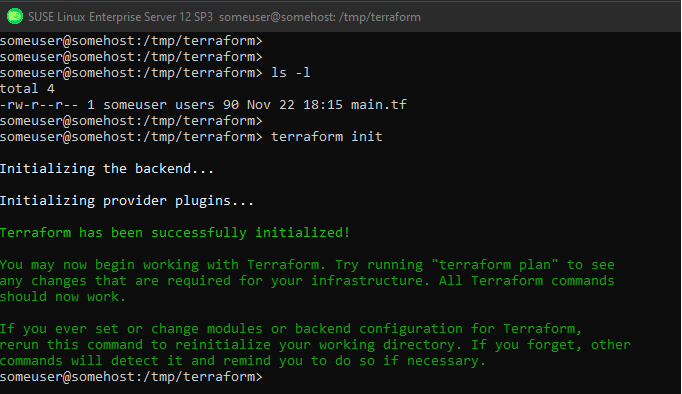 SUSE Linux Enterprise Server 12 SP3 someuser@somehost: /tmp/terraform
someuser@somehost:/tmp/terraform>
someuser@somehost:/tmp/terraform>
someuser@somehost:/tmp/terraform> ls -l
total 4
-rw-r--r-- 1 someuser users 90 Nov 22 18:15 main.tf
someuser@somehost:/tmp/terraform>
someuser@somehost:/tmp/terraform> terraform init
Initializing the backend...
Initializing provider plugins...
Terraform has been successfully initialized!
You may now begin working with Terraform. Try running "terraform plan" to see
any changes that are required for your infrastructure. All Terraform commands
should now work.
If you ever set or change modules or backend configuration for Terraform,
rerun this command to reinitialize your working directory. If you forget, other
commands will detect it and remind you to do so if necessary.
someuser@somehost:/tmp/terraform>